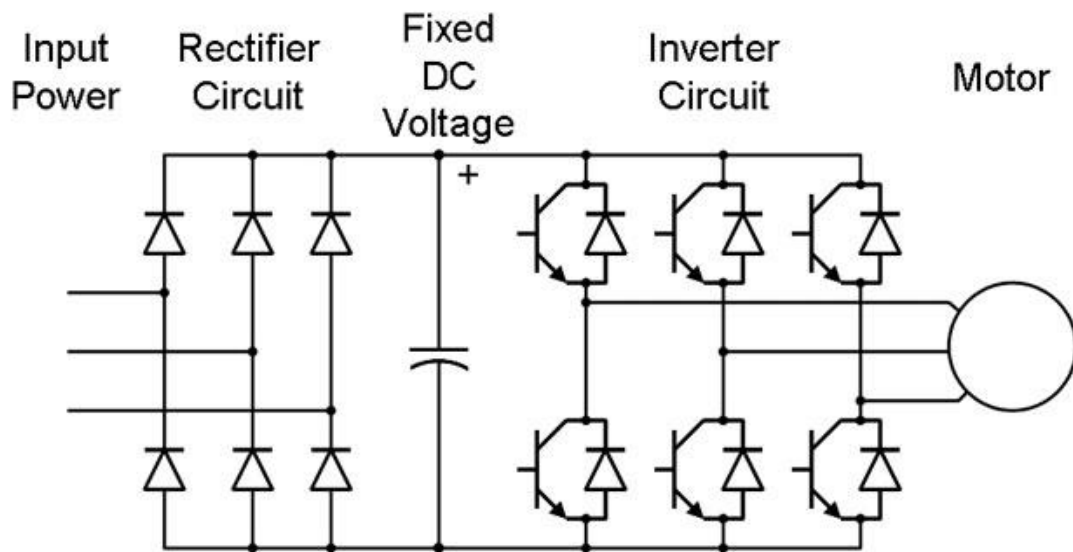 Input
Power
Rectifier
Circuit
Fixed
DC
Voltage
+
Inverter
Circuit
Motor